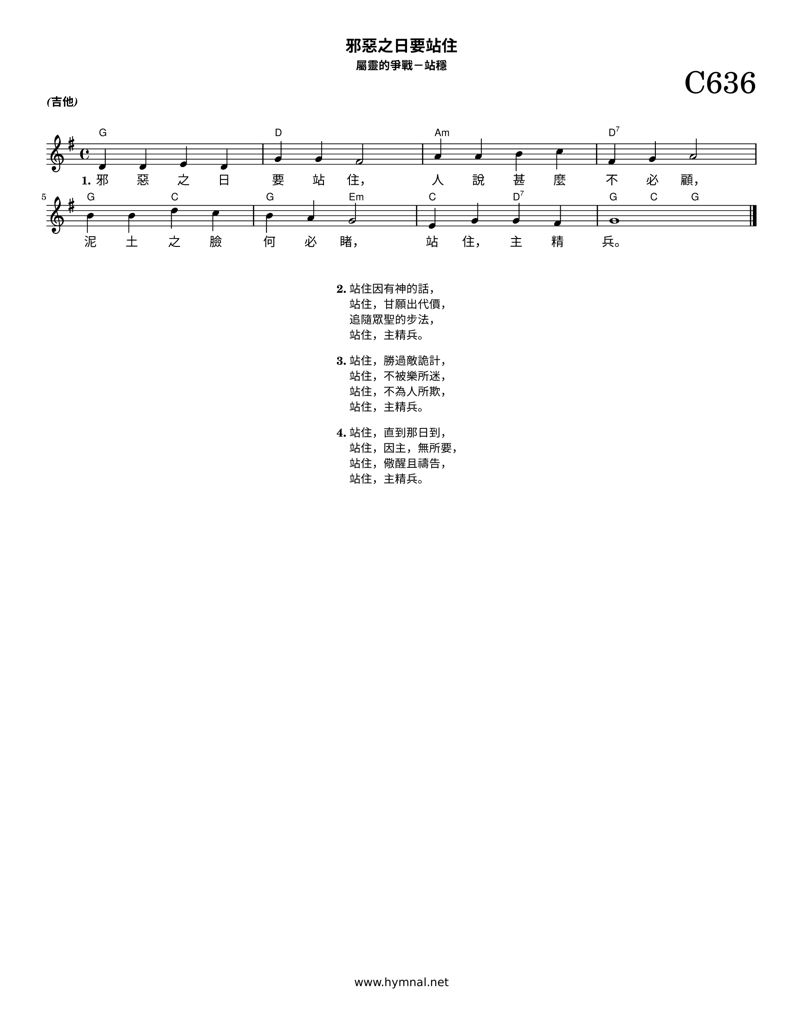 邪惡之日要站住
屬靈的爭戰－站穩
C636
(吉他)
G D Am D7
1. 邪 惡 之 日 要 站 住， 人 說 甚 麼 不 必 顧，
5 G C G Em C D7 G C G
泥 土 之 臉 何 必 睹， 站 住， 主 精 兵。
2. 站住因有神的話，
站住，甘願出代價，
追隨眾聖的步法，
站住，主精兵。
3. 站住，勝過敵詭計，
站住，不被樂所迷，
站住，不為人所欺，
站住，主精兵。
4. 站住，直到那日到，
站住，因主，無所要，
站住，儆醒且禱告，
站住，主精兵。
www.hymnal.net